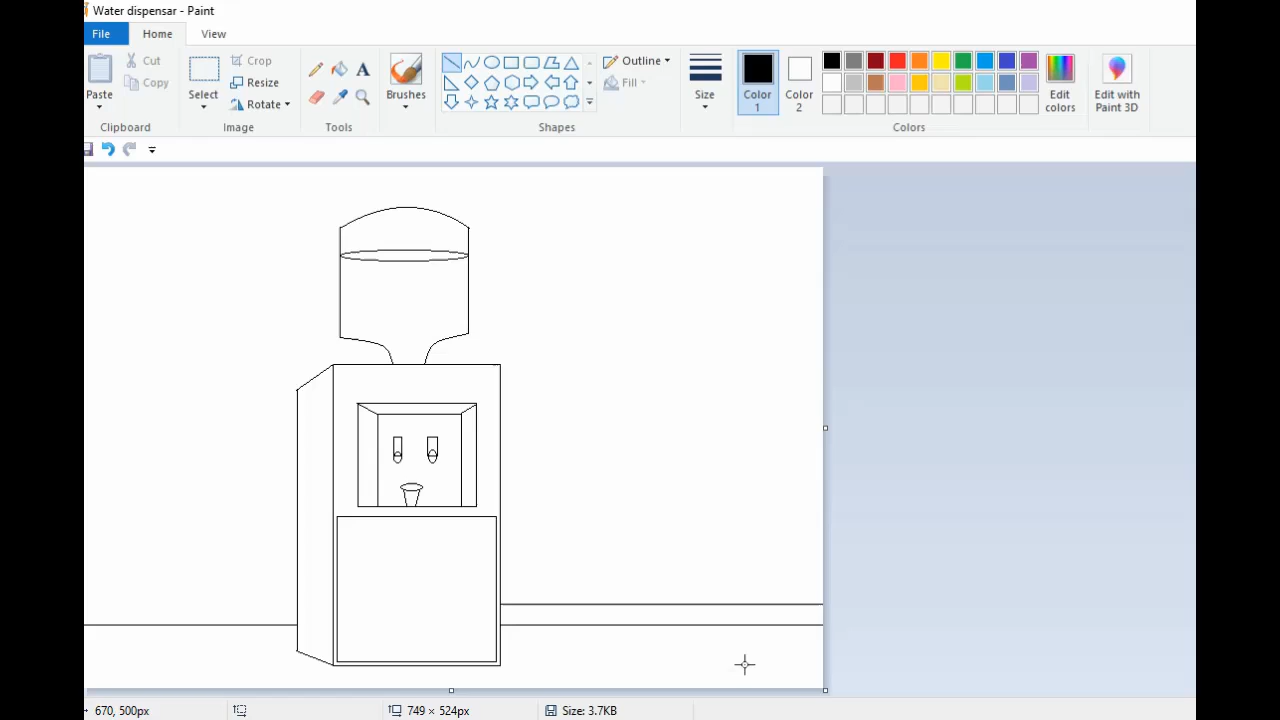 Water dispensar - Paint
File Home View
Paste
Cut
Copy
Clipboard
Select
Crop
Resize
Rotate
Image
A
Tools
Brushes
Outline
Fill
Shapes
Size
Color 1
Color 2
Edit colors
Colors
Edit with Paint 3D
670, 500px
749 × 524px
Size: 3.7KB